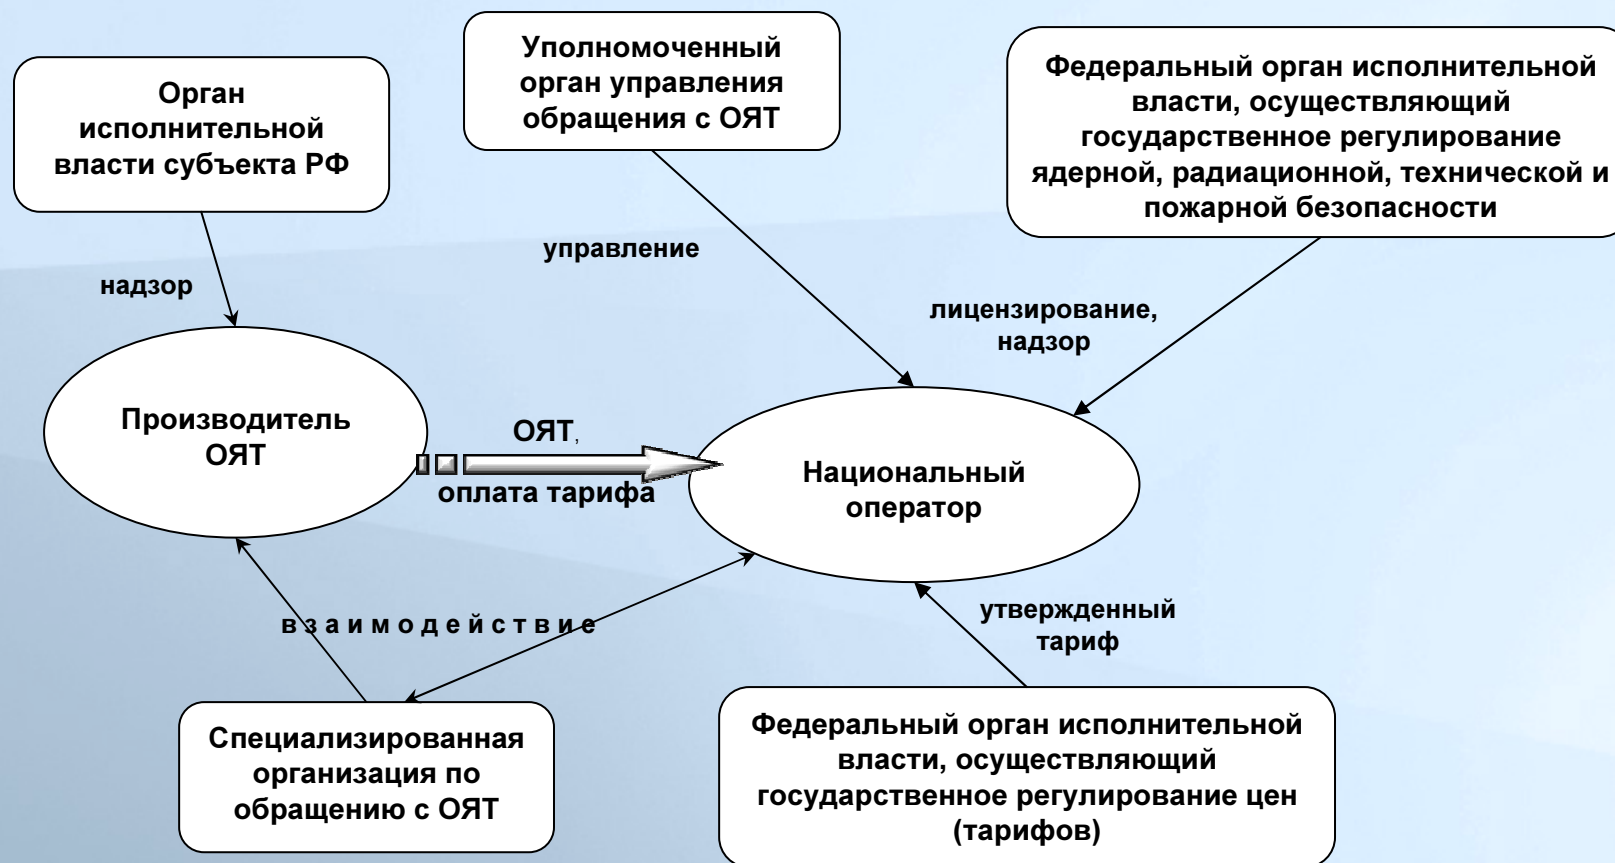 Орган
исполнительной
власти субъекта РФ
Уполномоченный
орган управления
обращения с ОЯТ
Федеральный орган исполнительной
власти, осуществляющий
государственное регулирование
ядерной, радиационной, технической и
пожарной безопасности
надзор
управление
лицензирование,
надзор
Производитель
ОЯТ
ОЯТ,
оплата тарифа
Национальный
оператор
взаимодействие
утвержденный
тариф
Специализированная
организация по
обращению с ОЯТ
Федеральный орган исполнительной
власти, осуществляющий
государственное регулирование цен
(тарифов)